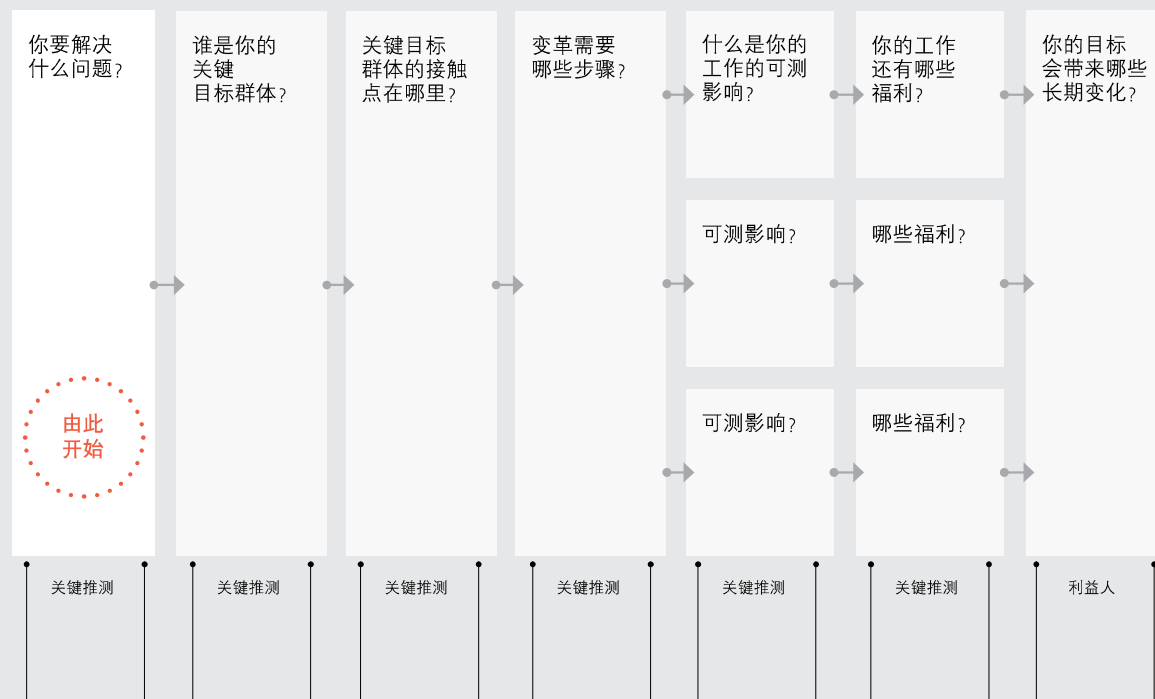 你要解决
什么问题?
谁是你的
关键
目标群体?
关键目标
群体的接触
点在哪里?
变革需要
哪些步骤?
什么是你的
工作的可测
影响?
你的工作
还有哪些
福利?
你的目标
会带来哪些
长期变化?
可测影响?
哪些福利?
可测影响?
哪些福利?
由此
开始
关键推测
关键推测
关键推测
关键推测
关键推测
关键推测
利益人